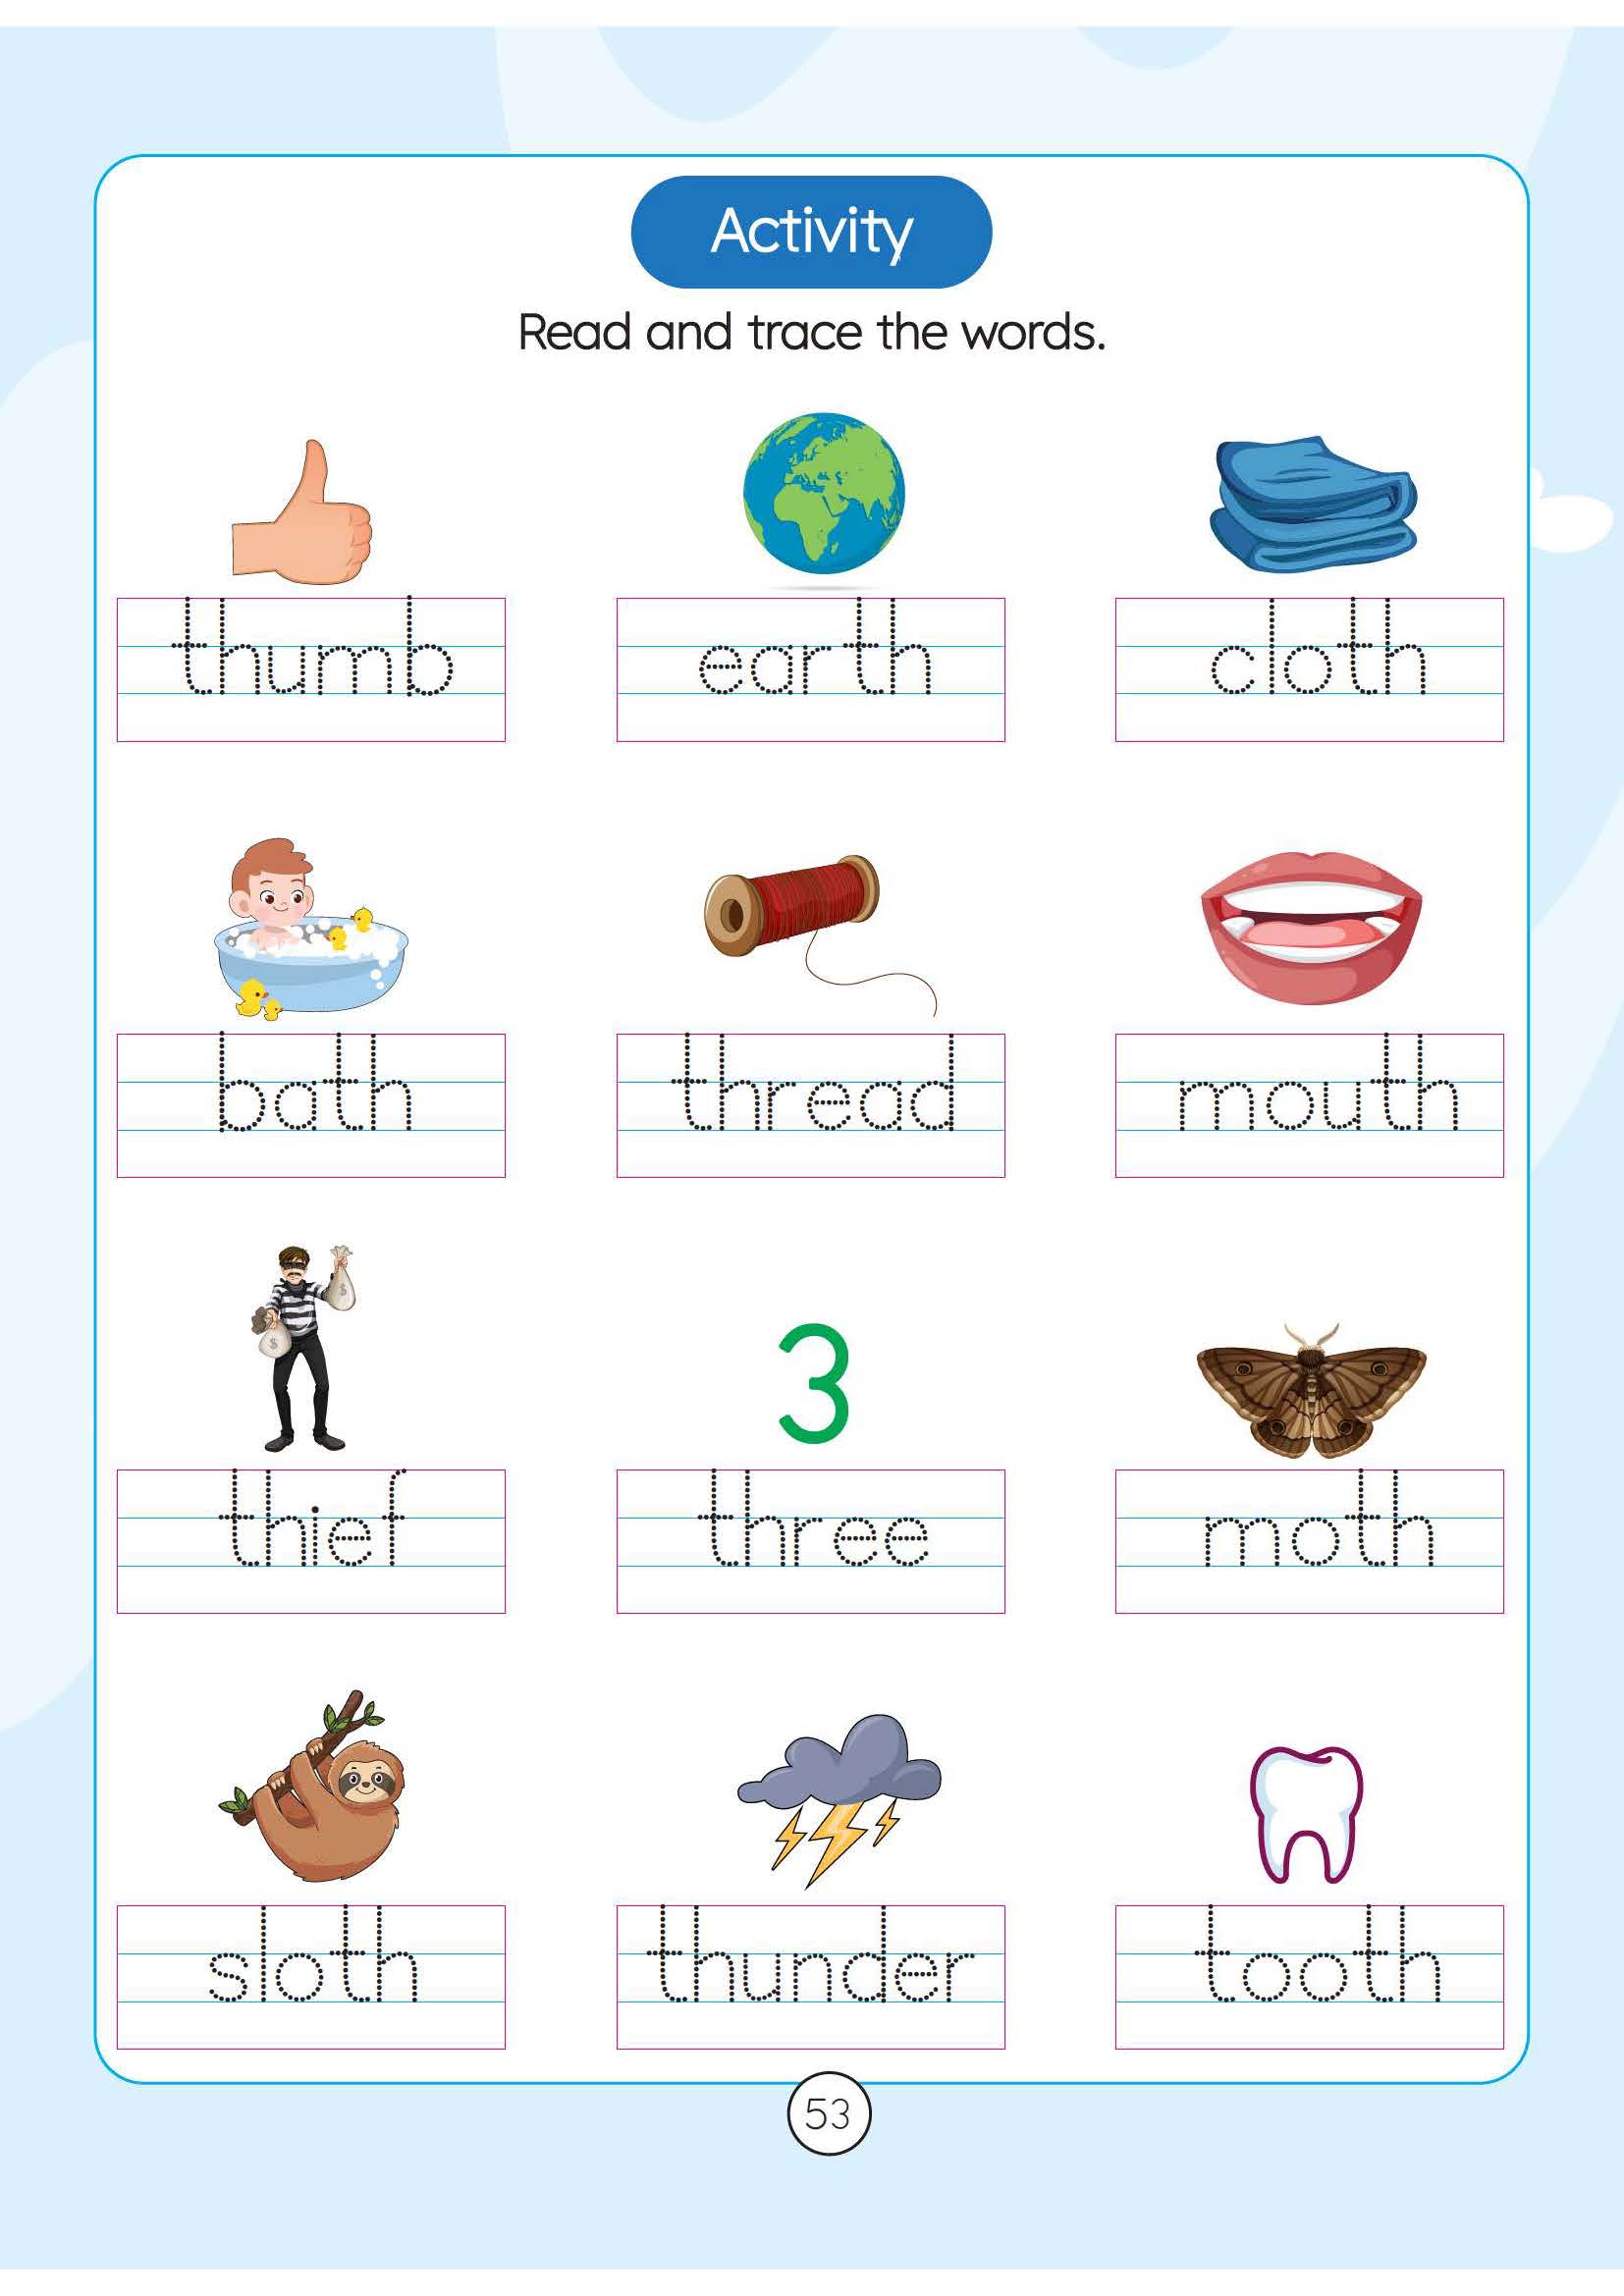 Activity
Read and trace the words.
thumb earth cloth
bath thread mouth
$
$
3
thief three moth
sloth thunder tooth
53